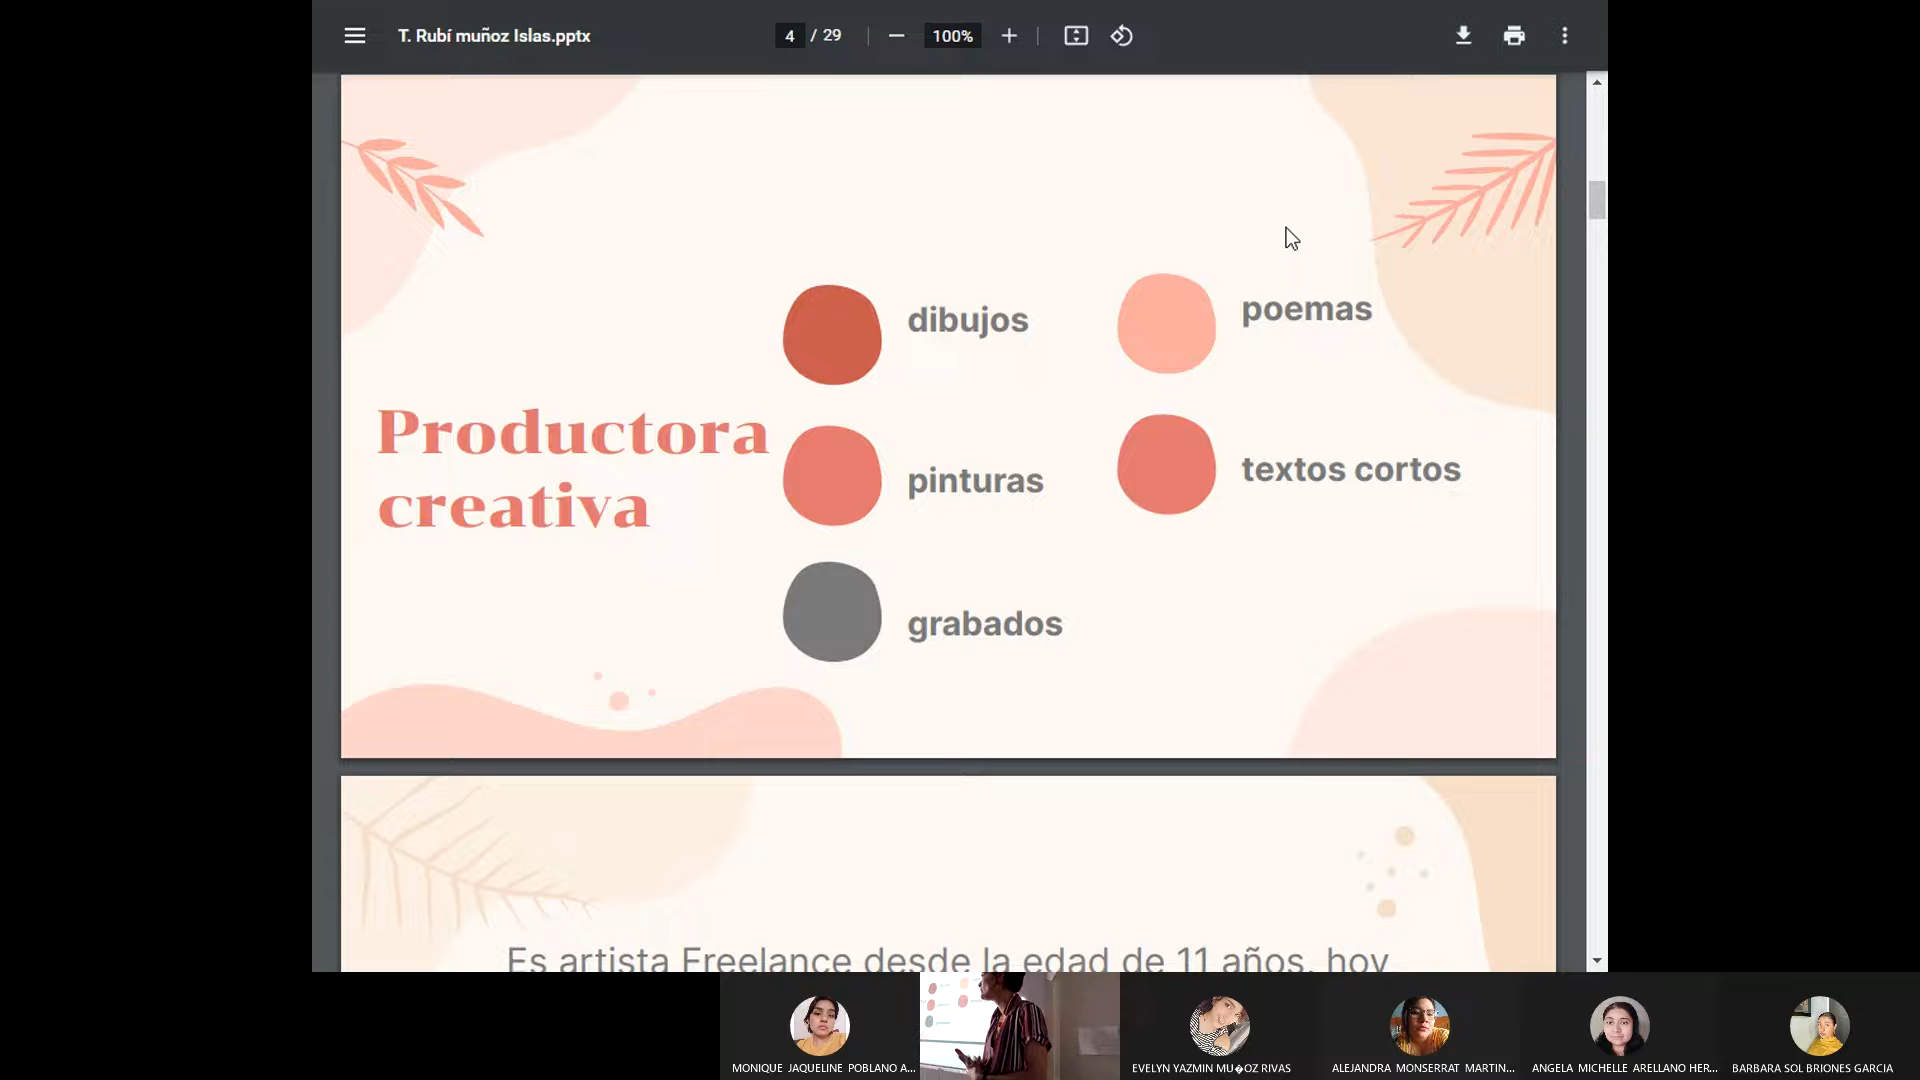 T. Rubí muñoz Islas.pptx
4 / 29
100%
Productora
creativa
dibujos
pinturas
grabados
poemas
textos cortos
Es artista Freelance desde la edad de 11 años, hoy
MONIQUE JAQUELINE POBLANO A...
EVELYN YAZMIN MU�OZ RIVAS
ALEJANDRA MONSERRAT MARTIN...
ANGELA MICHELLE ARELLANO HER...
BARBARA SOL BRIONES GARCIA